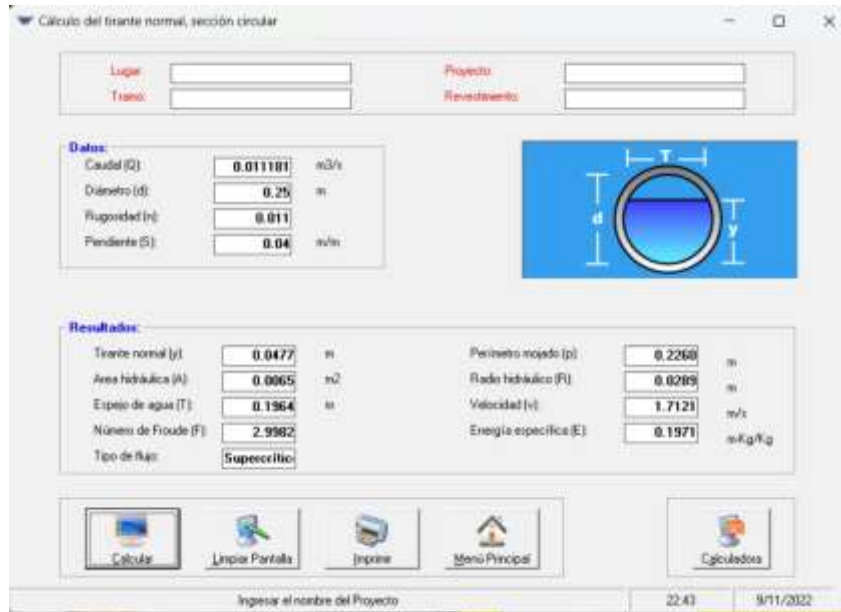 Cálculo del tirante normal, sección circular
Lugar: Proyecto:
Tramo: Revestimiento:
Datos:
Caudal (Q): 0.011181 m3/s
Diámetro (d): 0.25 m
Rugosidad (n): 0.011
Pendiente (S): 0.04 m/m
T
d
y
Resultados:
Tirante normal (y): 0.0477 m Perimetro mojado (p): 0.2260 m
Area hidráulica (A): 0.0065 m2 Radio hidráulico (R): 0.0289 m
Espejo de agua (T): 0.1964 m Velocidad (v): 1.7121 m/s
Número de Froude (F): 2.9982 Energía específica (E): 0.1971 m-Kg/Kg
Tipo de flujo: Supercrítico
Calcular Limpiar Pantalla Imprimir Menú Principal Calculadora
Ingresar el nombre del Proyecto 22:43 9/11/2022